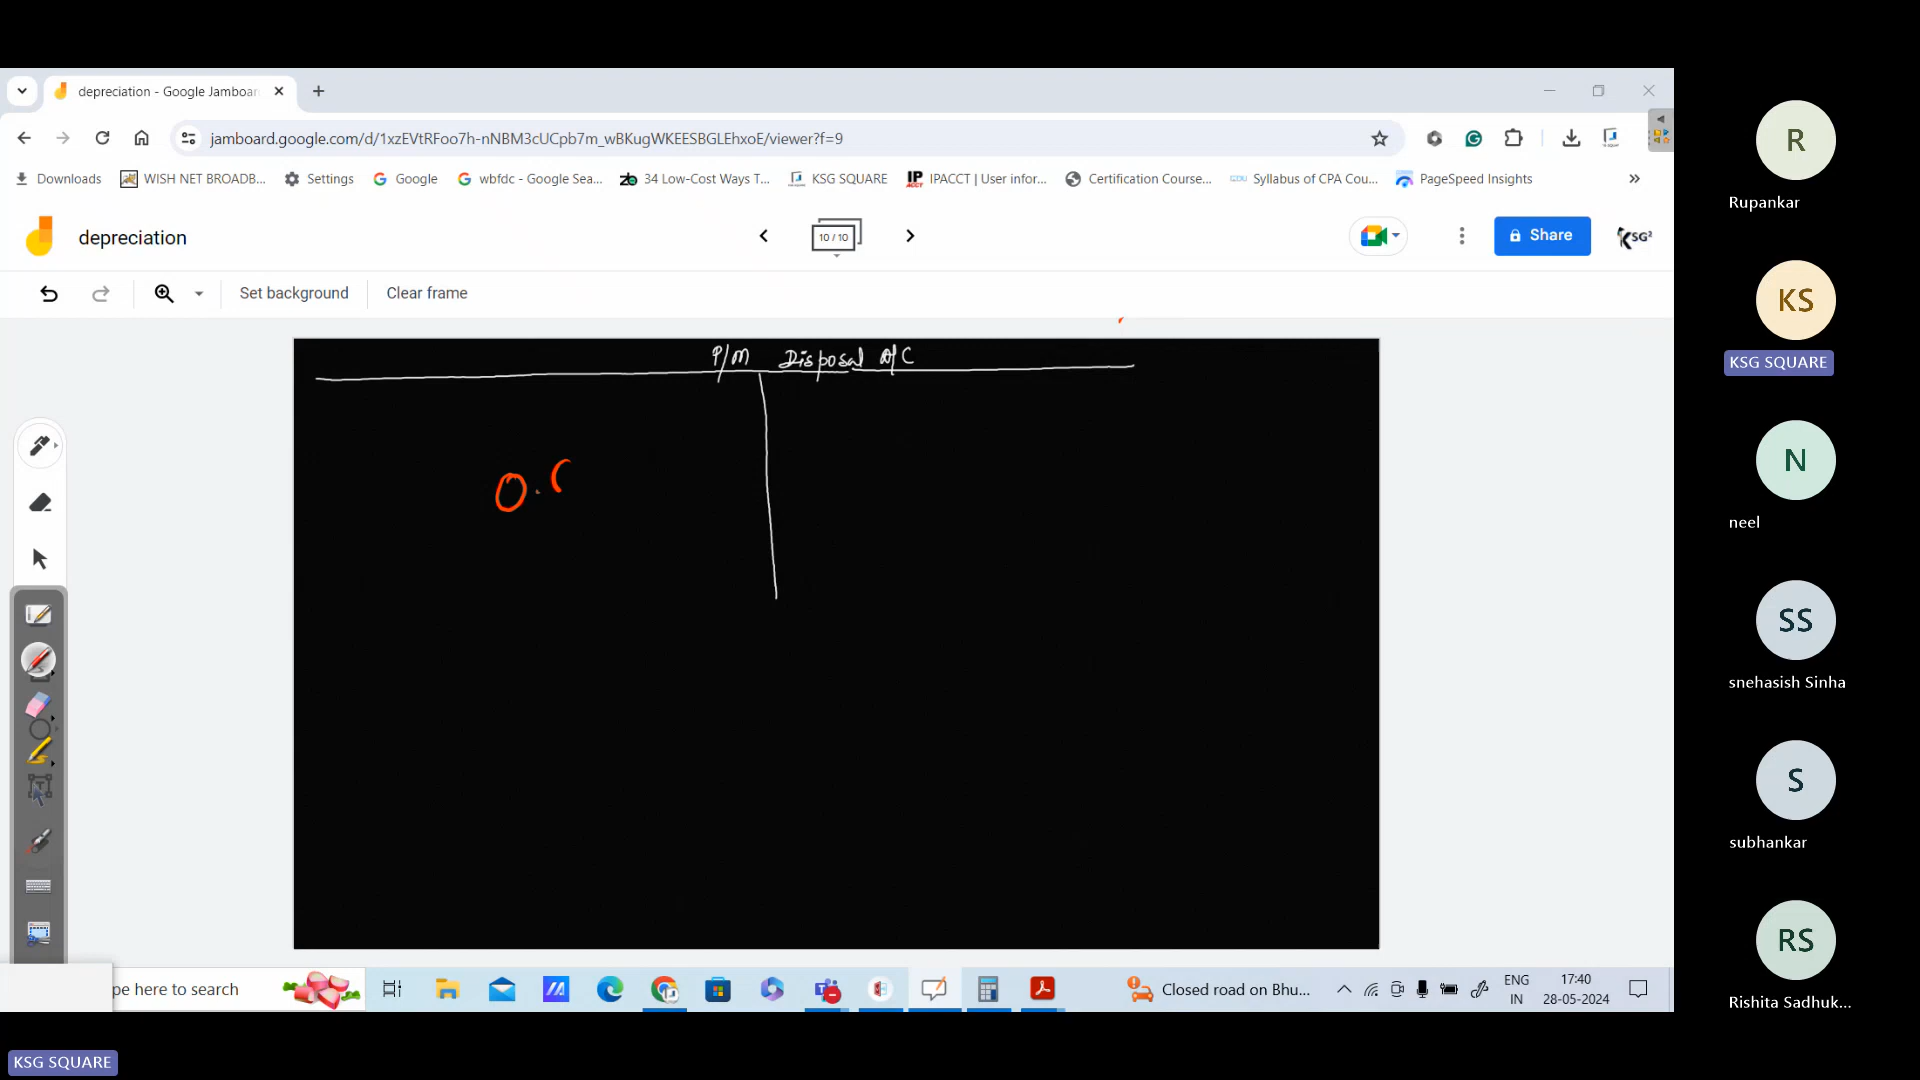 depreciation - Google Jamboar
jamboard.google.com/d/1xzEVtRFoo7h-nNBM3cUCpb7m_wBKugWKEESBGLEhxoE/viewer?f=9
Downloads WISH NET BROADB... Settings Google wbfdc - Google Sea... 34 Low-Cost Ways T... KSG SQUARE IPACCT | User infor... Certification Course... Syllabus of CPA Cou... PageSpeed Insights
depreciation
10 / 10
Share
KSG²
Set background Clear frame
P/M Disposal A/C
O.
pe here to search
Closed road on Bhu...
ENG
IN
17:40
28-05-2024
R
Rupankar
KS
KSG SQUARE
N
neel
SS
snehasish Sinha
S
subhankar
RS
Rishita Sadhuk...
KSG SQUARE